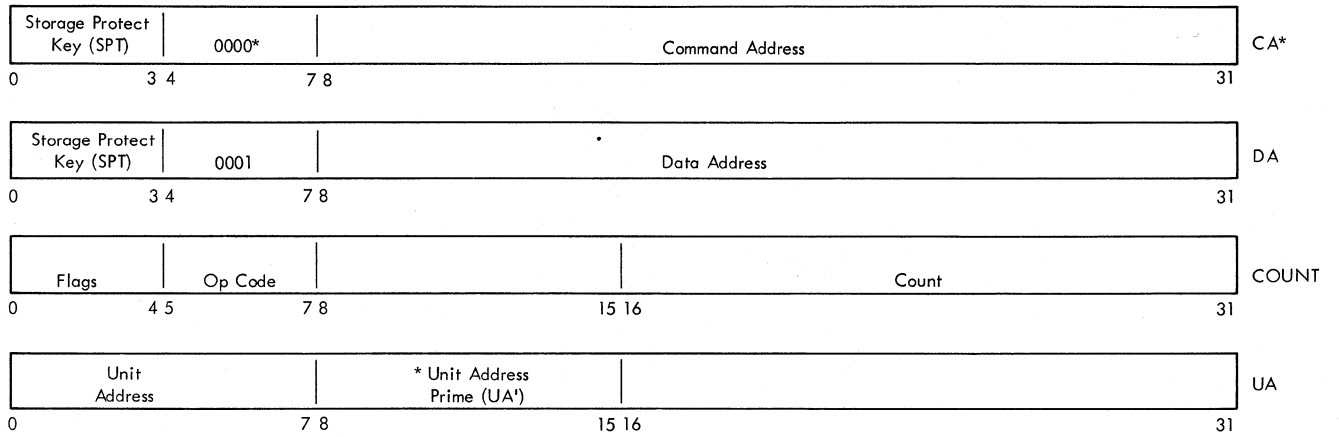 Storage Protect
Key (SPT) 0000* Command Address CA*
0 3 4 7 8 31
Storage Protect
Key (SPT) 0001 Data Address DA
0 3 4 7 8 31
Flags Op Code Count COUNT
0 4 5 7 8 15 16 31
Unit
Address
* Unit Address
Prime (UA')
UA
0 7 8 15 16 31